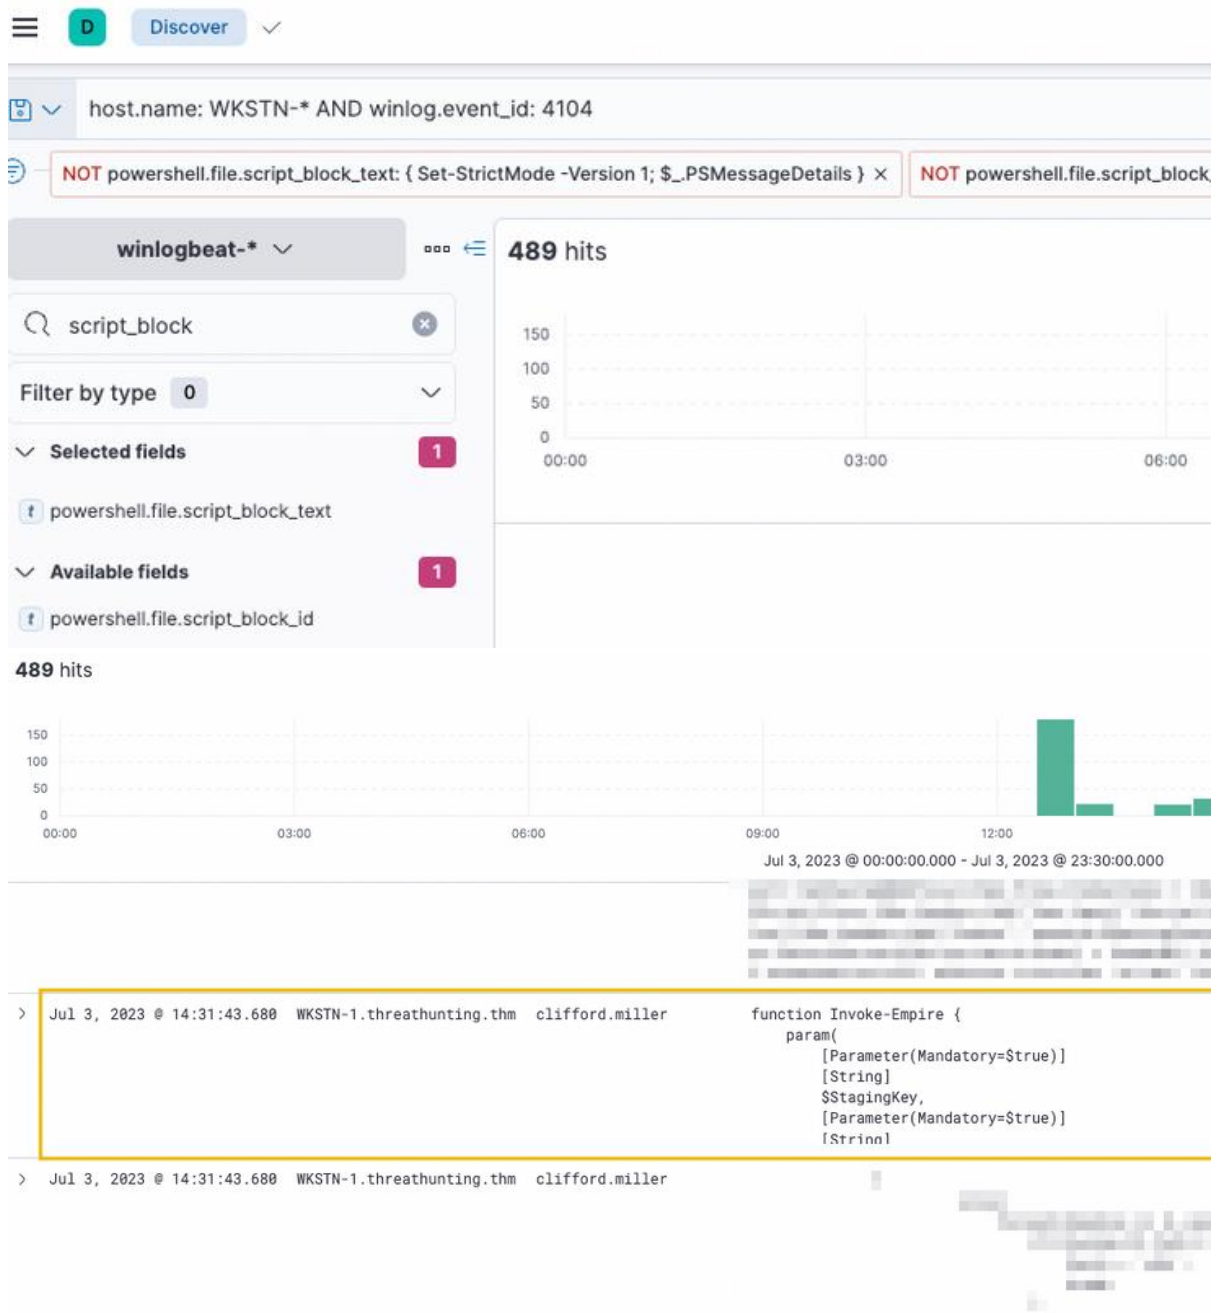 D Discover
host.name: WKSTN-* AND winlog.event_id: 4104
NOT powershell.file.script_block_text: { Set-StrictMode -Version 1; $_.PSMessageDetails } × NOT powershell.file.script_block_
winlogbeat-*
489 hits
script_block
Filter by type 0
Selected fields 1
t powershell.file.script_block_text
Available fields 1
t powershell.file.script_block_id
150
100
50
0
00:00 03:00 06:00
489 hits
150
100
50
0
00:00 03:00 06:00 09:00 12:00
Jul 3, 2023 @ 00:00:00.000 - Jul 3, 2023 @ 23:30:00.000
Jul 3, 2023 @ 14:31:43.680 WKSTN-1.threathunting.thm clifford.miller function Invoke-Empire {
param(
[Parameter(Mandatory=$true)]
[String]
$StagingKey,
[Parameter(Mandatory=$true)]
[String]
Jul 3, 2023 @ 14:31:43.680 WKSTN-1.threathunting.thm clifford.miller